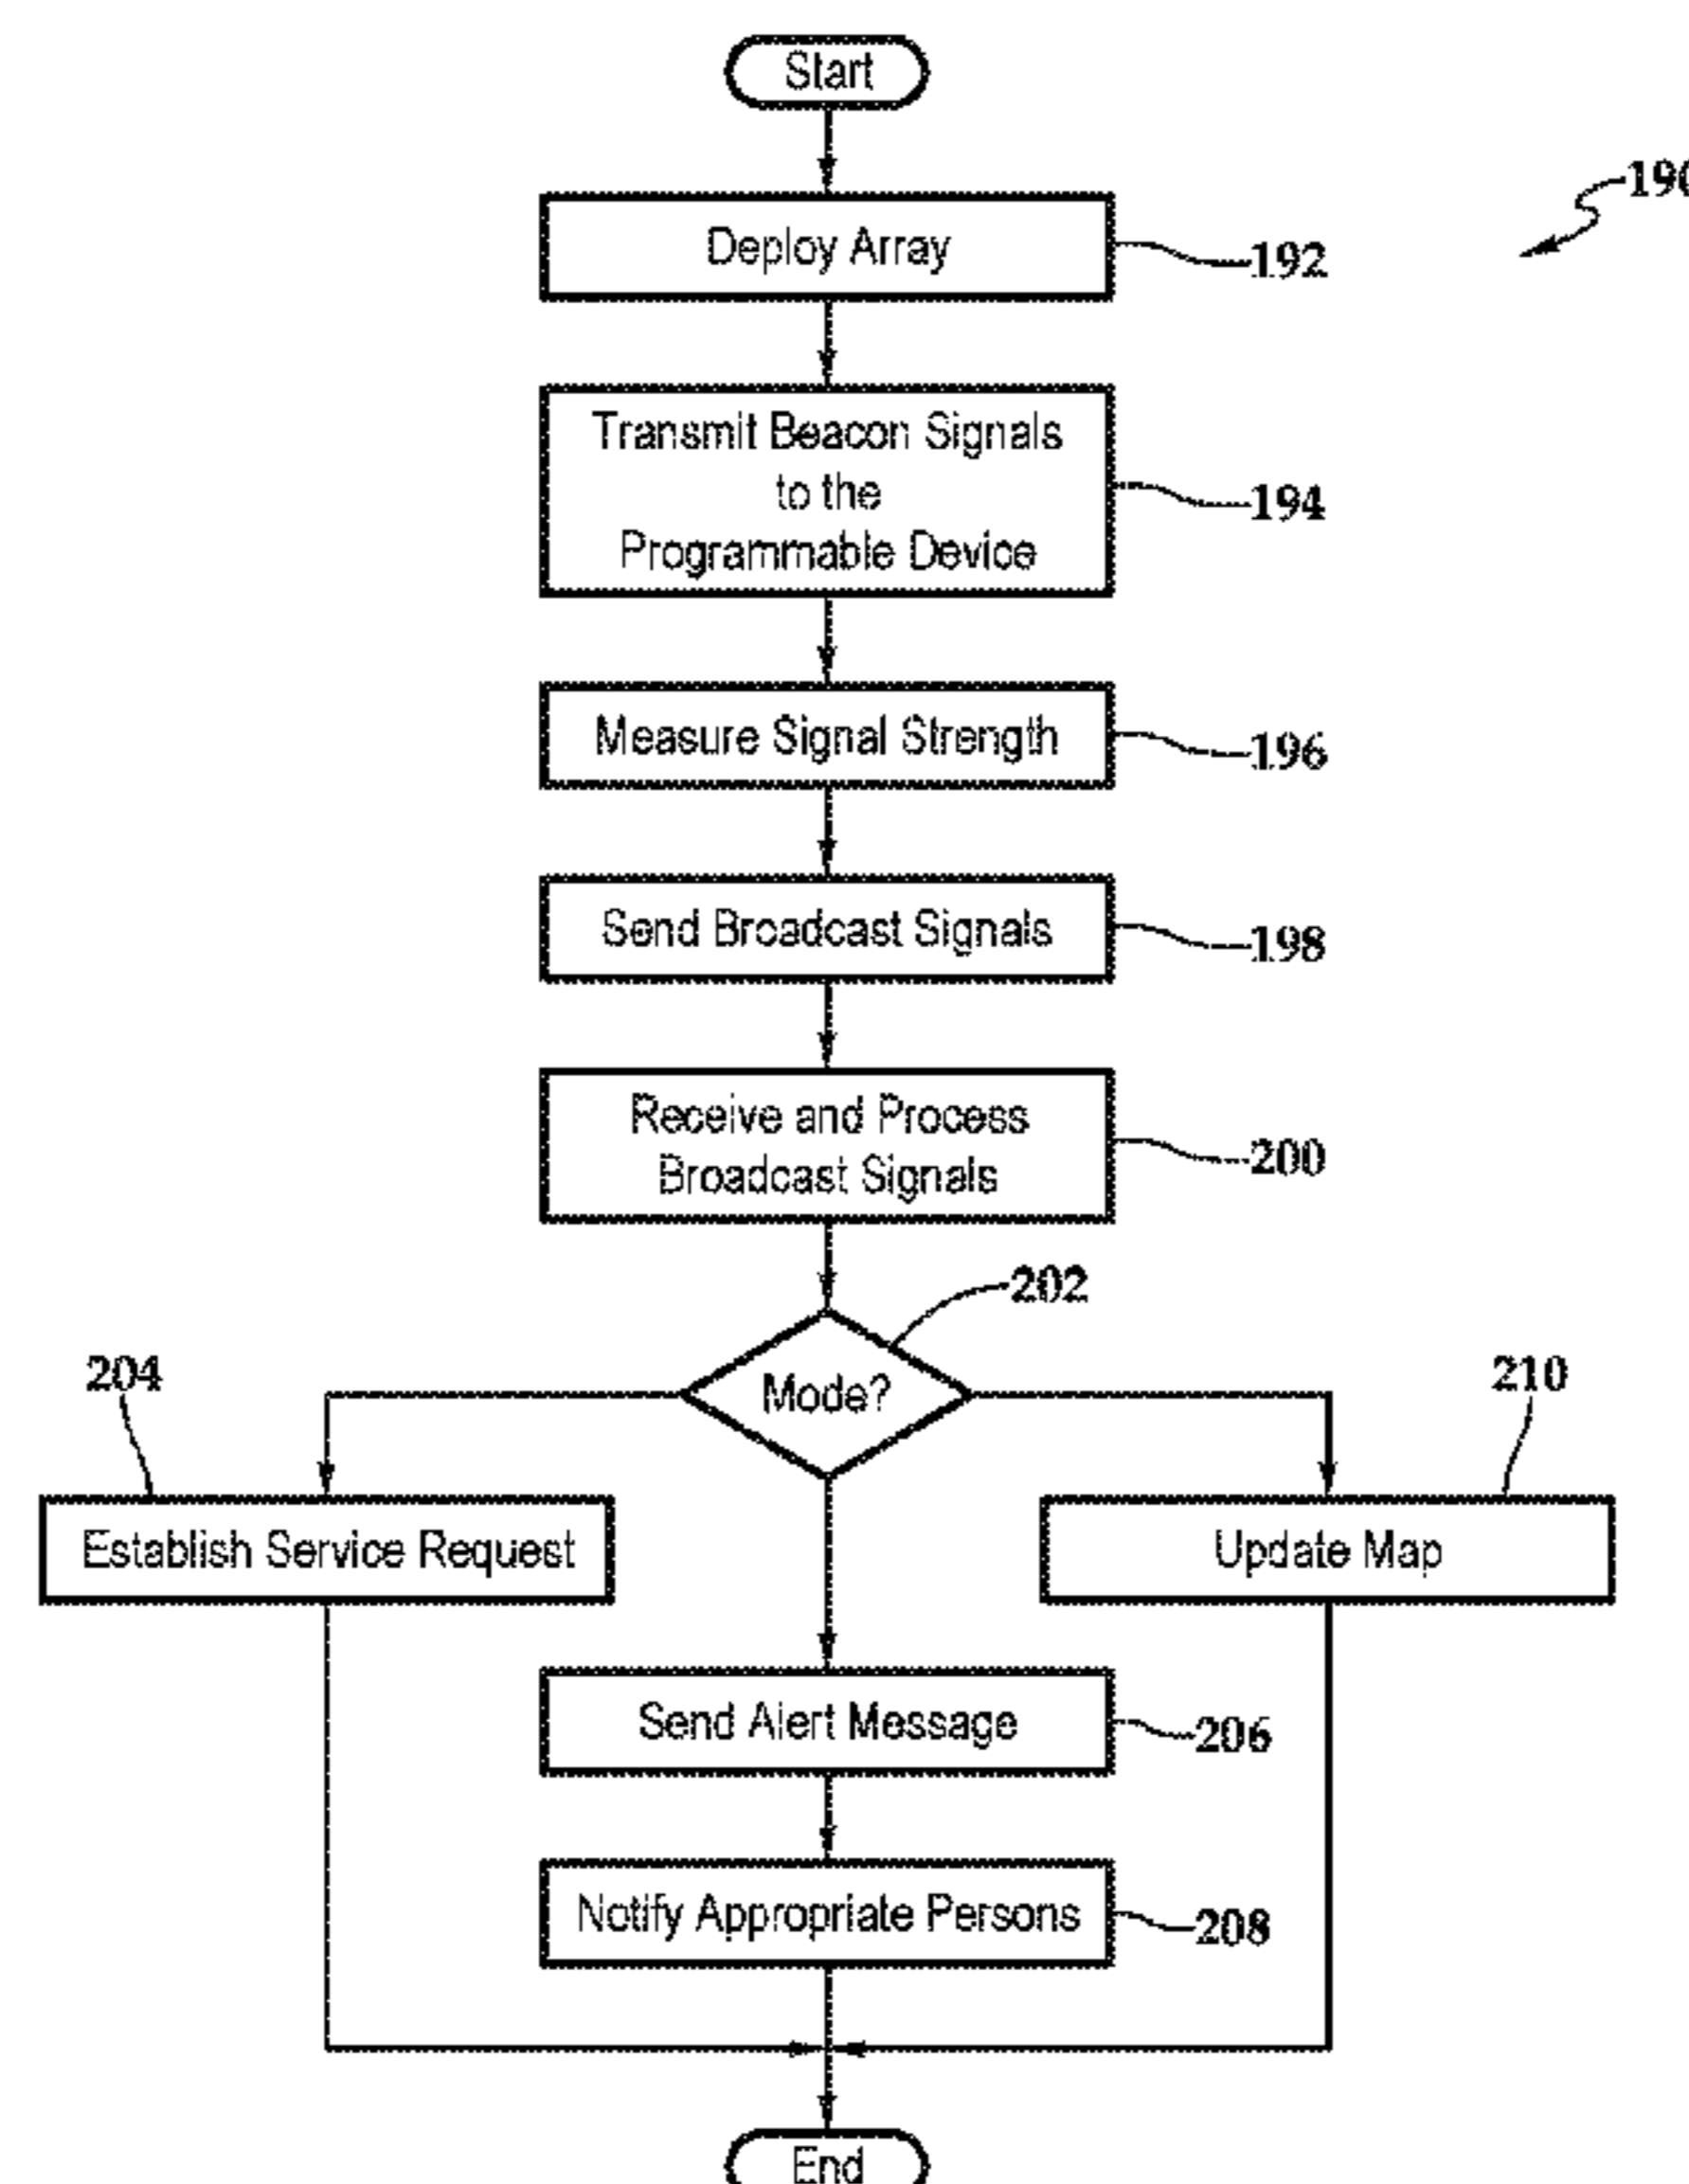 Start
190
Deploy Array
192
Transmit Beacon Signals
to the
Programmable Device
194
Measure Signal Strength
196
Send Broadcast Signals
198
Receive and Process
Broadcast Signals
200
202
Mode?
204
210
Establish Service Request
Update Map
Send Alert Message
206
Notify Appropriate Persons
208
End